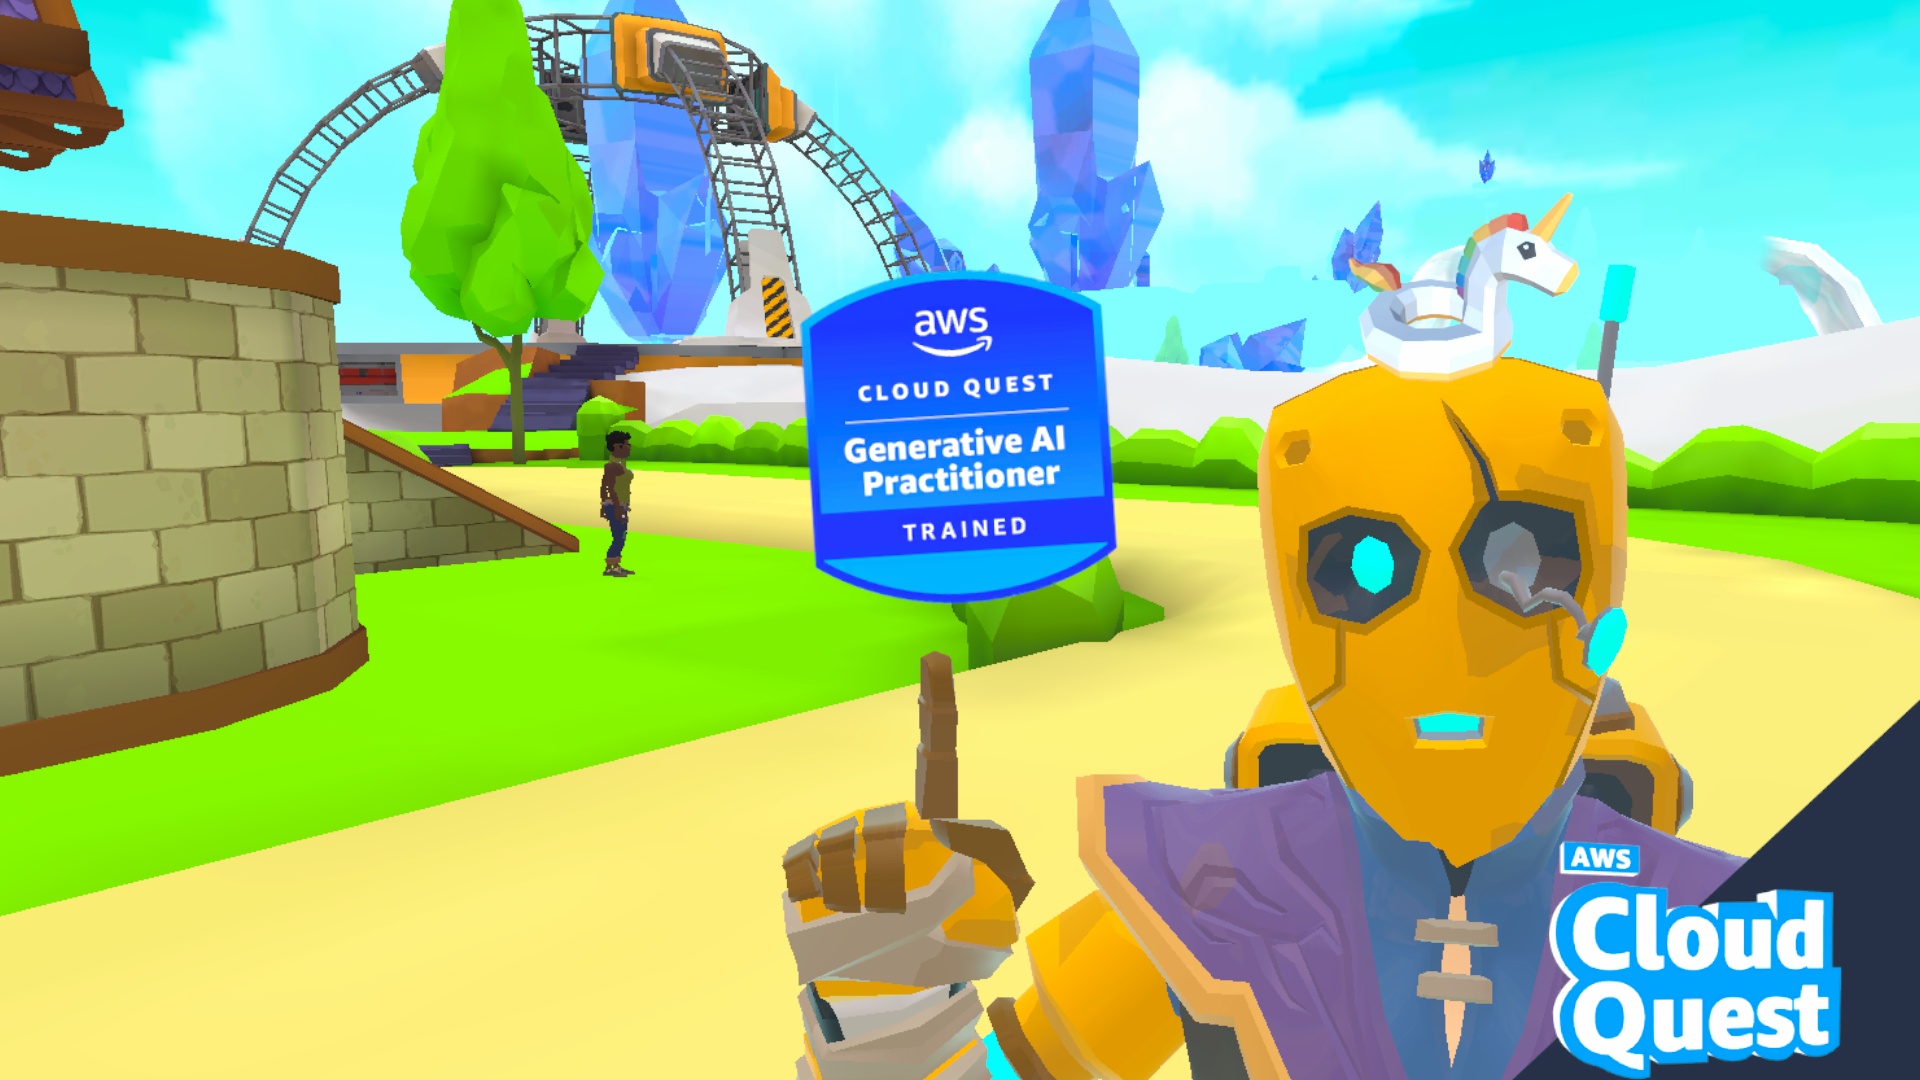 aws
CLOUD QUEST
Generative AI
Practitioner
TRAINED
AWS
Cloud
Quest